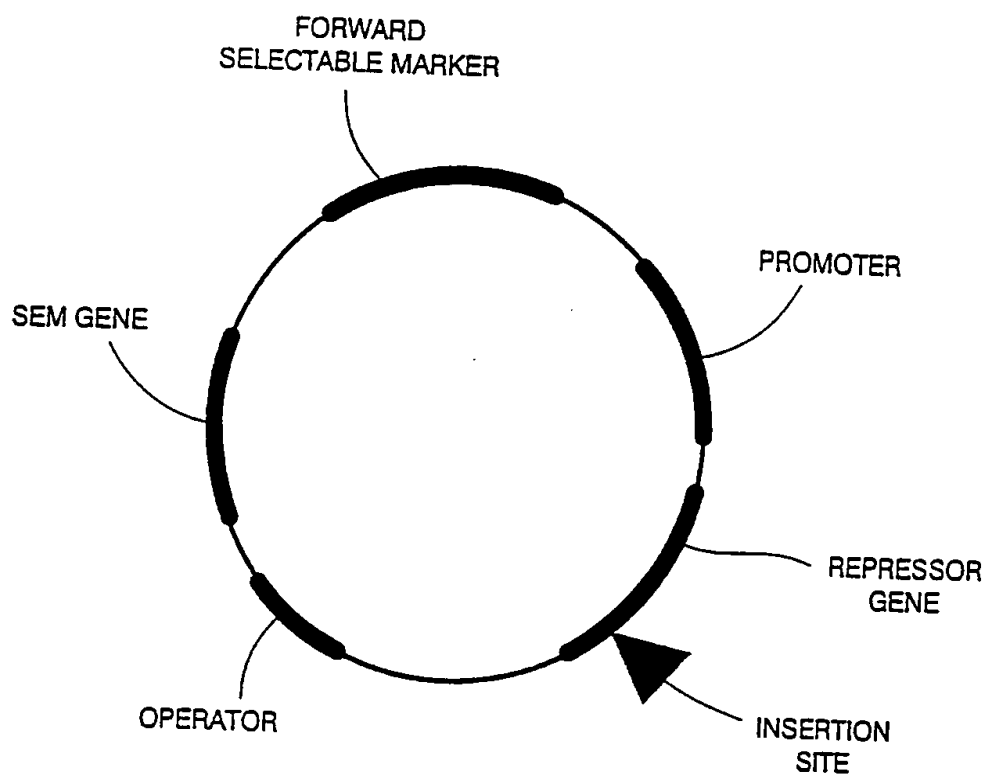 FORWARD
SELECTABLE MARKER
PROMOTER
SEM GENE
REPRESSOR
GENE
OPERATOR
INSERTION
SITE